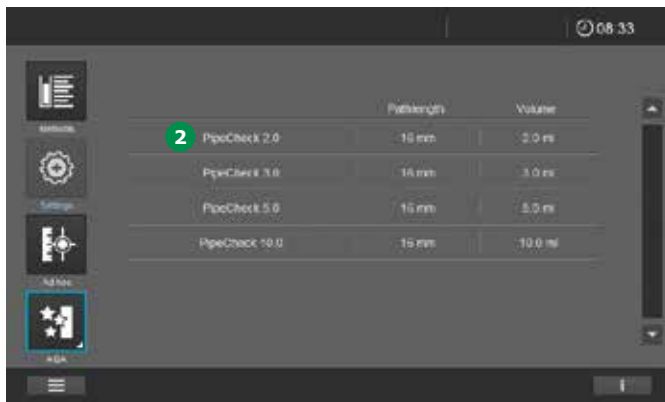 08:33
Pathlength Volume
Methods
2 PipeCheck 2.0 16 mm 2.0 ml
PipeCheck 3.0 16 mm 3.0 ml
Settings
PipeCheck 5.0 16 mm 5.0 ml
PipeCheck 10.0 16 mm 10.0 ml
Ad hoc
AQA
i